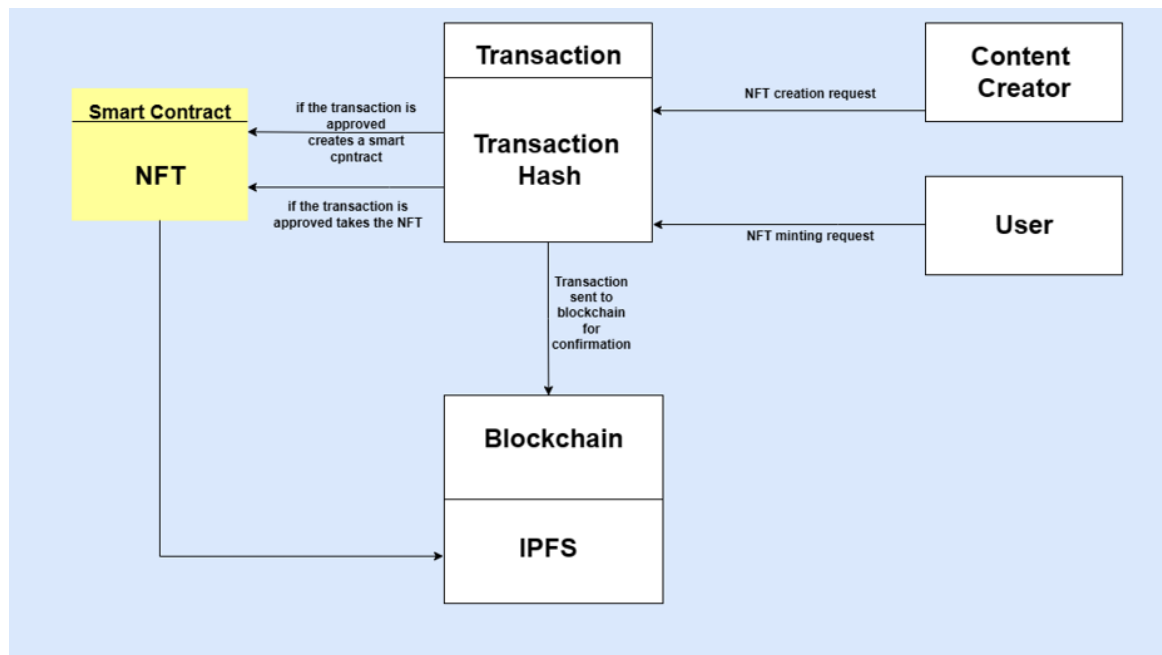 Transaction
Transaction
Hash
Content
Creator
NFT creation request
User
NFT minting request
Smart Contract
NFT
if the transaction is
approved
creates a smart
cpntract
if the transaction is
approved takes the NFT
Transaction
sent to
blockchain
for
confirmation
Blockchain
IPFS